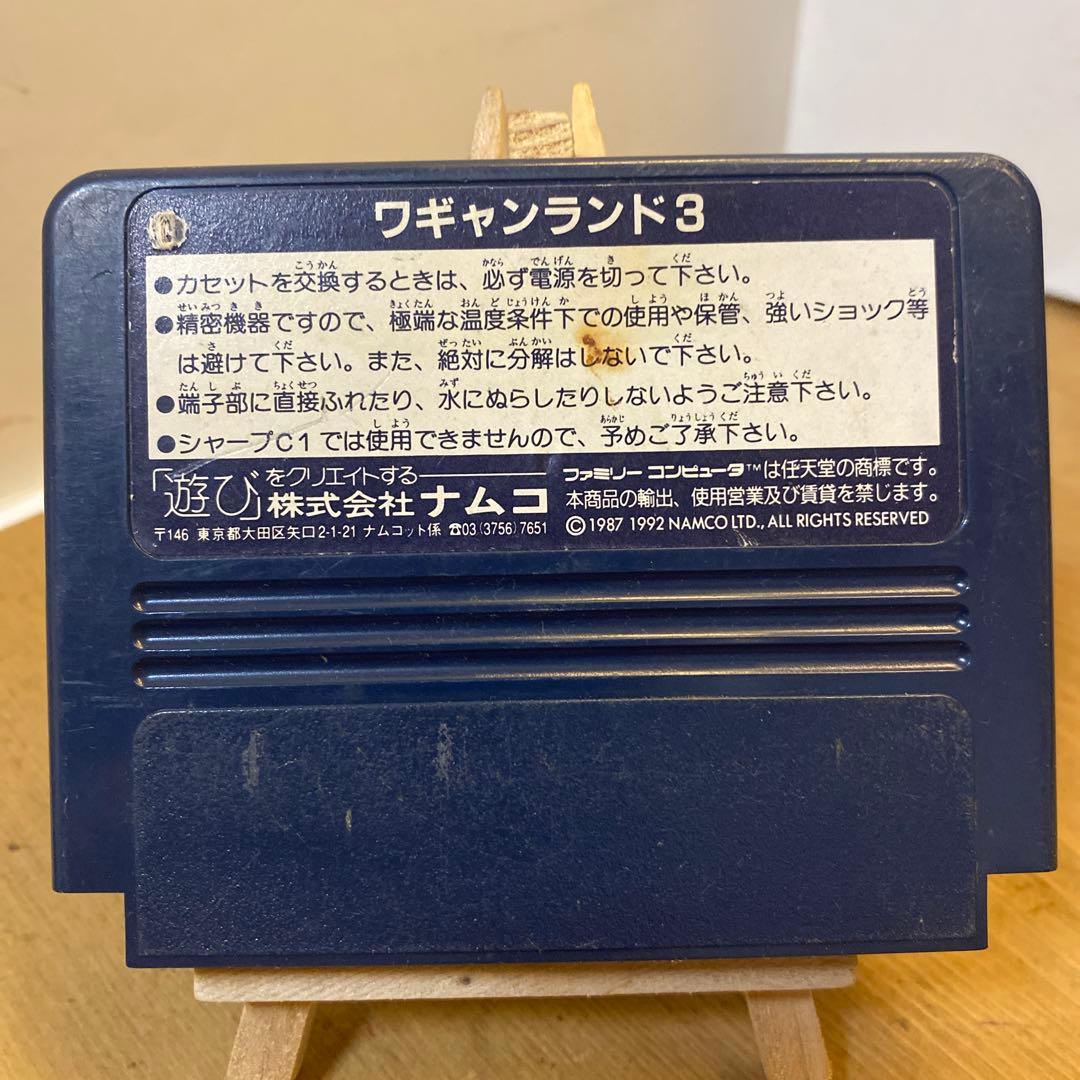 ワギャンランド3
●カセットを交換するときは、必ず電源を切って下さい。
●精密機器ですので、極端な温度条件下での使用や保管、強いショック等
は避けて下さい。また、絶対に分解はしないで下さい。
●端子部に直接ふれたり、水にぬらしたりしないようご注意下さい。
●シャープC1では使用できませんので、予めご了承下さい。
「遊び」をクリエイトする
株式会社ナムコ
〒146 東京都大田区矢口2-1-21 ナムコット係 ☎03(3756)7651
ファミリーコンピュータ™は任天堂の商標です。
本商品の輸出、使用営業及び賃貸を禁じます。
©1987 1992 NAMCO LTD., ALL RIGHTS RESERVED